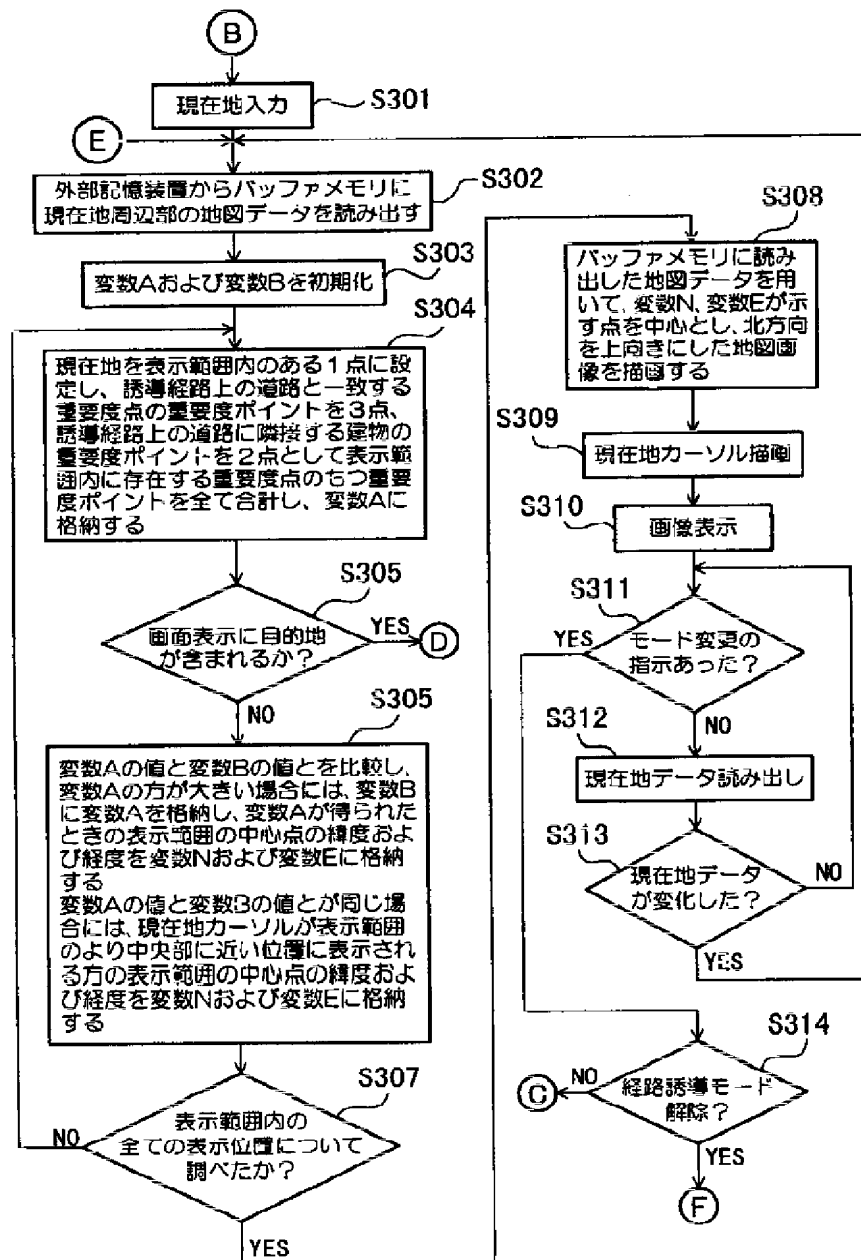 B
現在地入力
S301
E
外部記憶装置からバッファメモリに
現在地周辺部の地図データを読み出す
S302
変数Aおよび変数Bを初期化
S303
S304
現在地を表示範囲内のある1点に設
定し、誘導経路上の道路と一致する
重要度点の重要度ポイントを3点、
誘導経路上の道路に隣接する建物の
重要度ポイントを2点として表示範
囲内に存在する重要度点のもつ重要
度ポイントを全て合計し、変数Aに
格納する
S305
画面表示に目的地
が含まれるか?
YES
D
NO
S305
変数Aの値と変数Bの値とを比較し、
変数Aの方が大きい場合には、変数B
に変数Aを格納し、変数Aが得られた
ときの表示範囲の中心点の緯度およ
び経度を変数Nおよび変数Eに格納
する
変数Aの値と変数Bの値とが同じ場
合には、現在地カーソルが表示範囲
のより中央部に近い位置に表示され
る方の表示範囲の中心点の緯度およ
び経度を変数Nおよび変数Eに格納
する
S307
表示範囲内の
全ての表示位置について
調べたか?
NO
YES
S308
バッファメモリに読み
出した地図データを用
いて、変数N、変数Eが示
す点を中心とし、北方向
を上向きにした地図画
像を描画する
S309
現在地カーソル描画
S310
画像表示
S311
モード変更の
指示あった?
YES
NO
S312
現在地データ読み出し
S313
現在地データ
が変化した?
NO
YES
S314
経路誘導モード
解除?
NO
C
YES
F